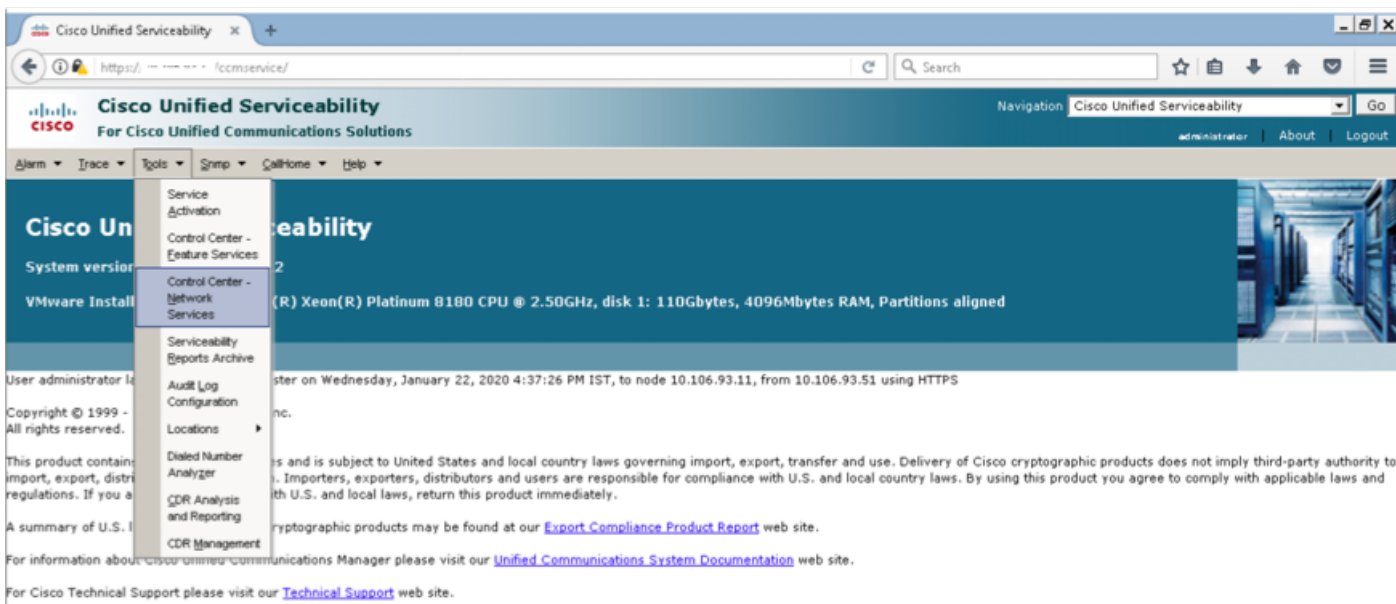 Cisco Unified Serviceability
https:/ /ccmservice/
Search
CISCO
Cisco Unified Serviceability
For Cisco Unified Communications Solutions
Navigation Cisco Unified Serviceability Go
administrator | About | Logout
Alarm Trace Tools Snmp CallHome Help
Service
Activation
Control Center -
Feature Services
Control Center -
Network
Services
Serviceability
Reports Archive
Audit Log
Configuration
Locations
Dialed Number
Analyzer
CDR Analysis
and Reporting
CDR Management
Cisco Un eability
System version 2
VMware Install (R) Xeon(R) Platinum 8180 CPU @ 2.50GHz, disk 1: 110Gbytes, 4096Mbytes RAM, Partitions aligned
User administrator la ster on Wednesday, January 22, 2020 4:37:26 PM IST, to node 10.106.93.11, from 10.106.93.51 using HTTPS
Copyright © 1999 - nc.
All rights reserved.
This product contain es and is subject to United States and local country laws governing import, export, transfer and use. Delivery of Cisco cryptographic products does not imply third-party authority to
import, export, distri . Importers, exporters, distributors and users are responsible for compliance with U.S. and local country laws. By using this product you agree to comply with applicable laws and
regulations. If you a th U.S. and local laws, return this product immediately.
A summary of U.S. l ryptographic products may be found at our Export Compliance Product Report web site.
For information about Cisco Unified Communications Manager please visit our Unified Communications System Documentation web site.
For Cisco Technical Support please visit our Technical Support web site.